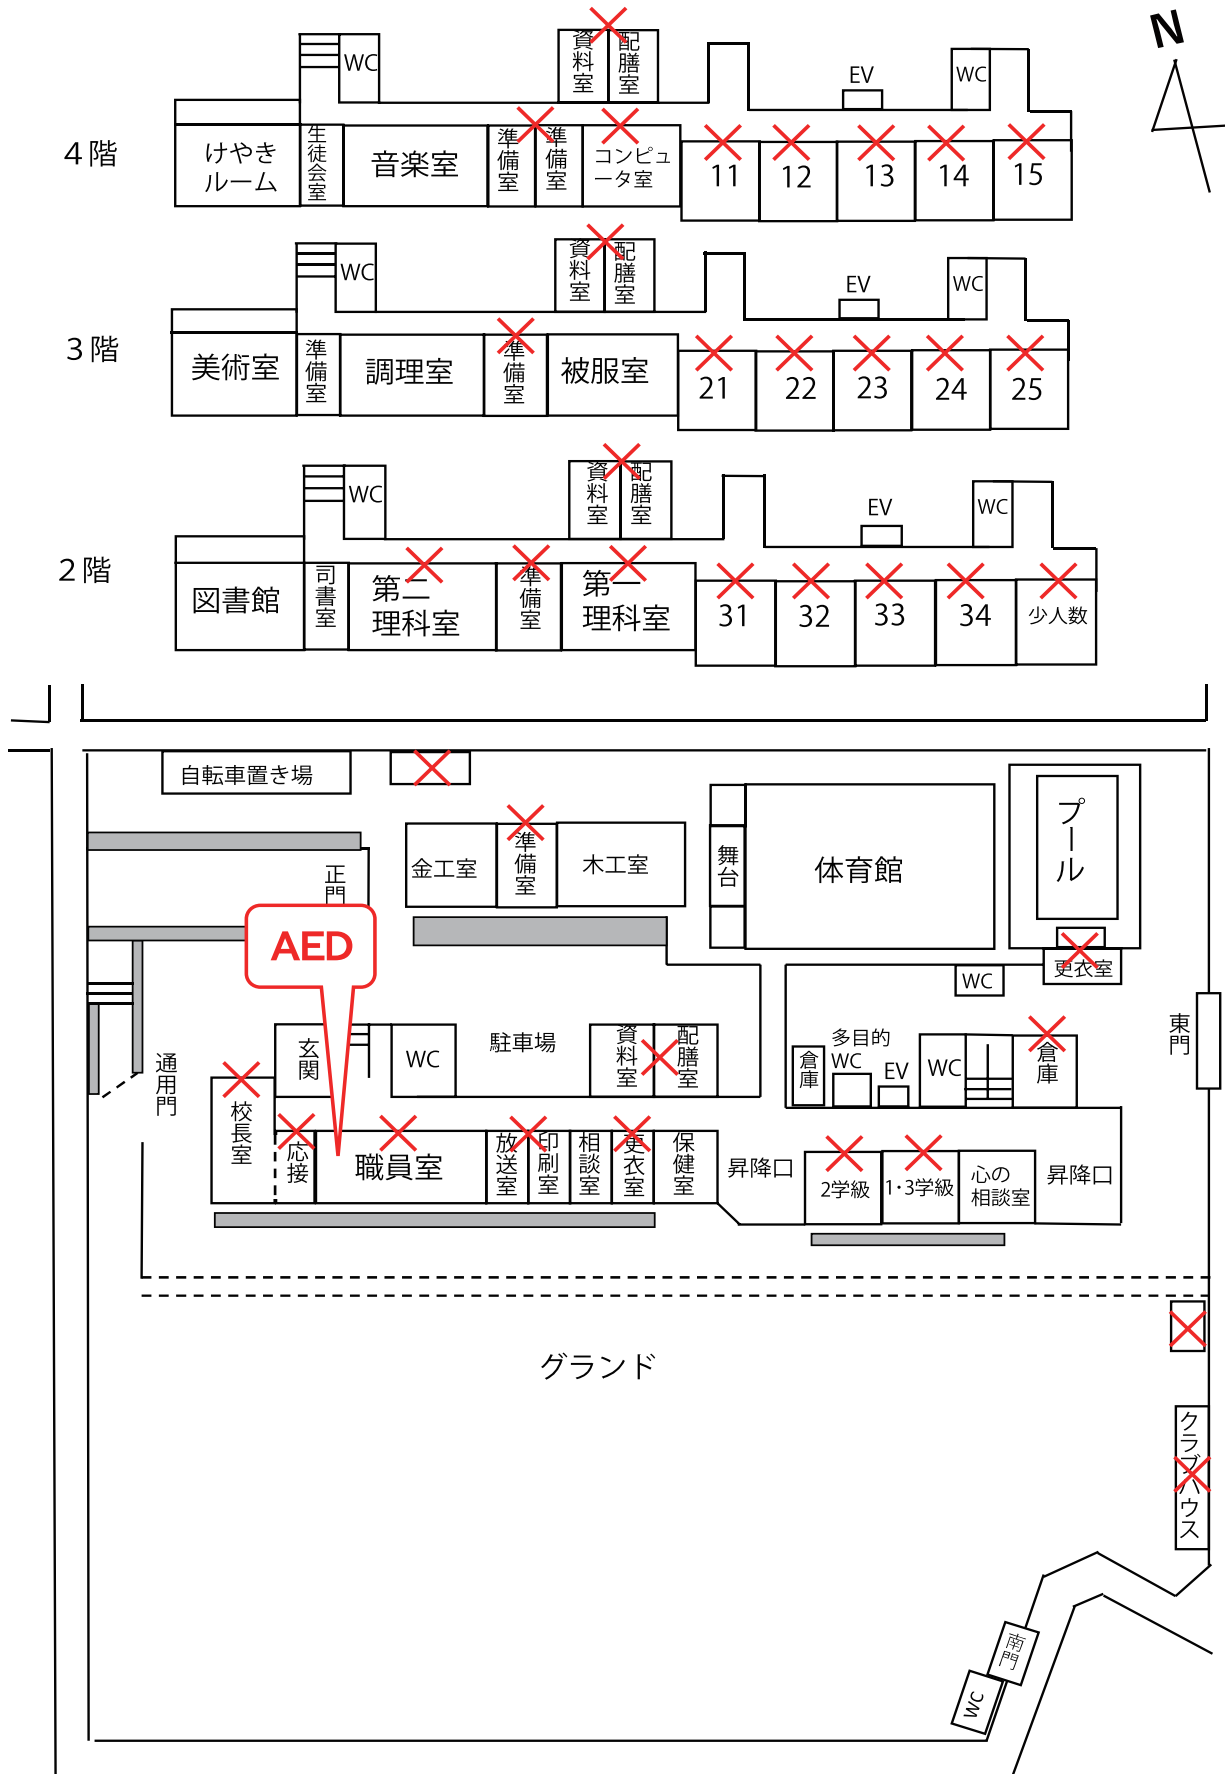 N
4階
WC
資料室
配膳室
EV
WC
けやき
ルーム
生徒会室
音楽室
準備室
準備室
コンピュ
ータ室
11
12
13
14
15
3階
WC
資料室
配膳室
EV
WC
美術室
準備室
調理室
準備室
被服室
21
22
23
24
25
2階
WC
資料室
配膳室
EV
WC
図書館
司書室
第二
理科室
準備室
第一
理科室
31
32
33
34
少人数
自転車置き場
正門
金工室
準備室
木工室
舞台
体育館
プール
更衣室
WC
AED
東門
通用門
玄関
WC
駐車場
資料室
配膳室
倉庫
多目的
WC
EV
WC
倉庫
校長室
応接
職員室
放送室
印刷室
相談室
更衣室
保健室
昇降口
2学級
1・3学級
心の
相談室
昇降口
グランド
クラブハウス
南門
WC